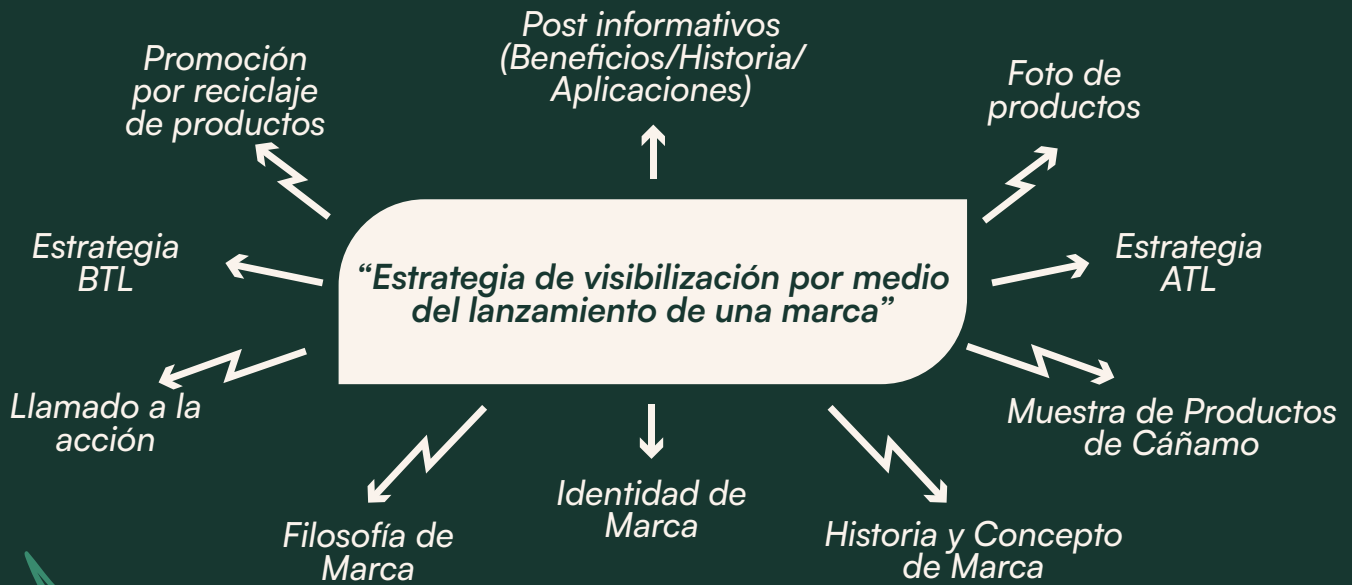 Post informativos
(Beneficios/Historia/
Aplicaciones)
Promoción
por reciclaje
de productos
Foto de
productos
Estrategia
BTL
“Estrategia de visibilización por medio
del lanzamiento de una marca”
Estrategia
ATL
Llamado a la
acción
Muestra de Productos
de Cáñamo
Filosofía de
Marca
Identidad de
Marca
Historia y Concepto
de Marca